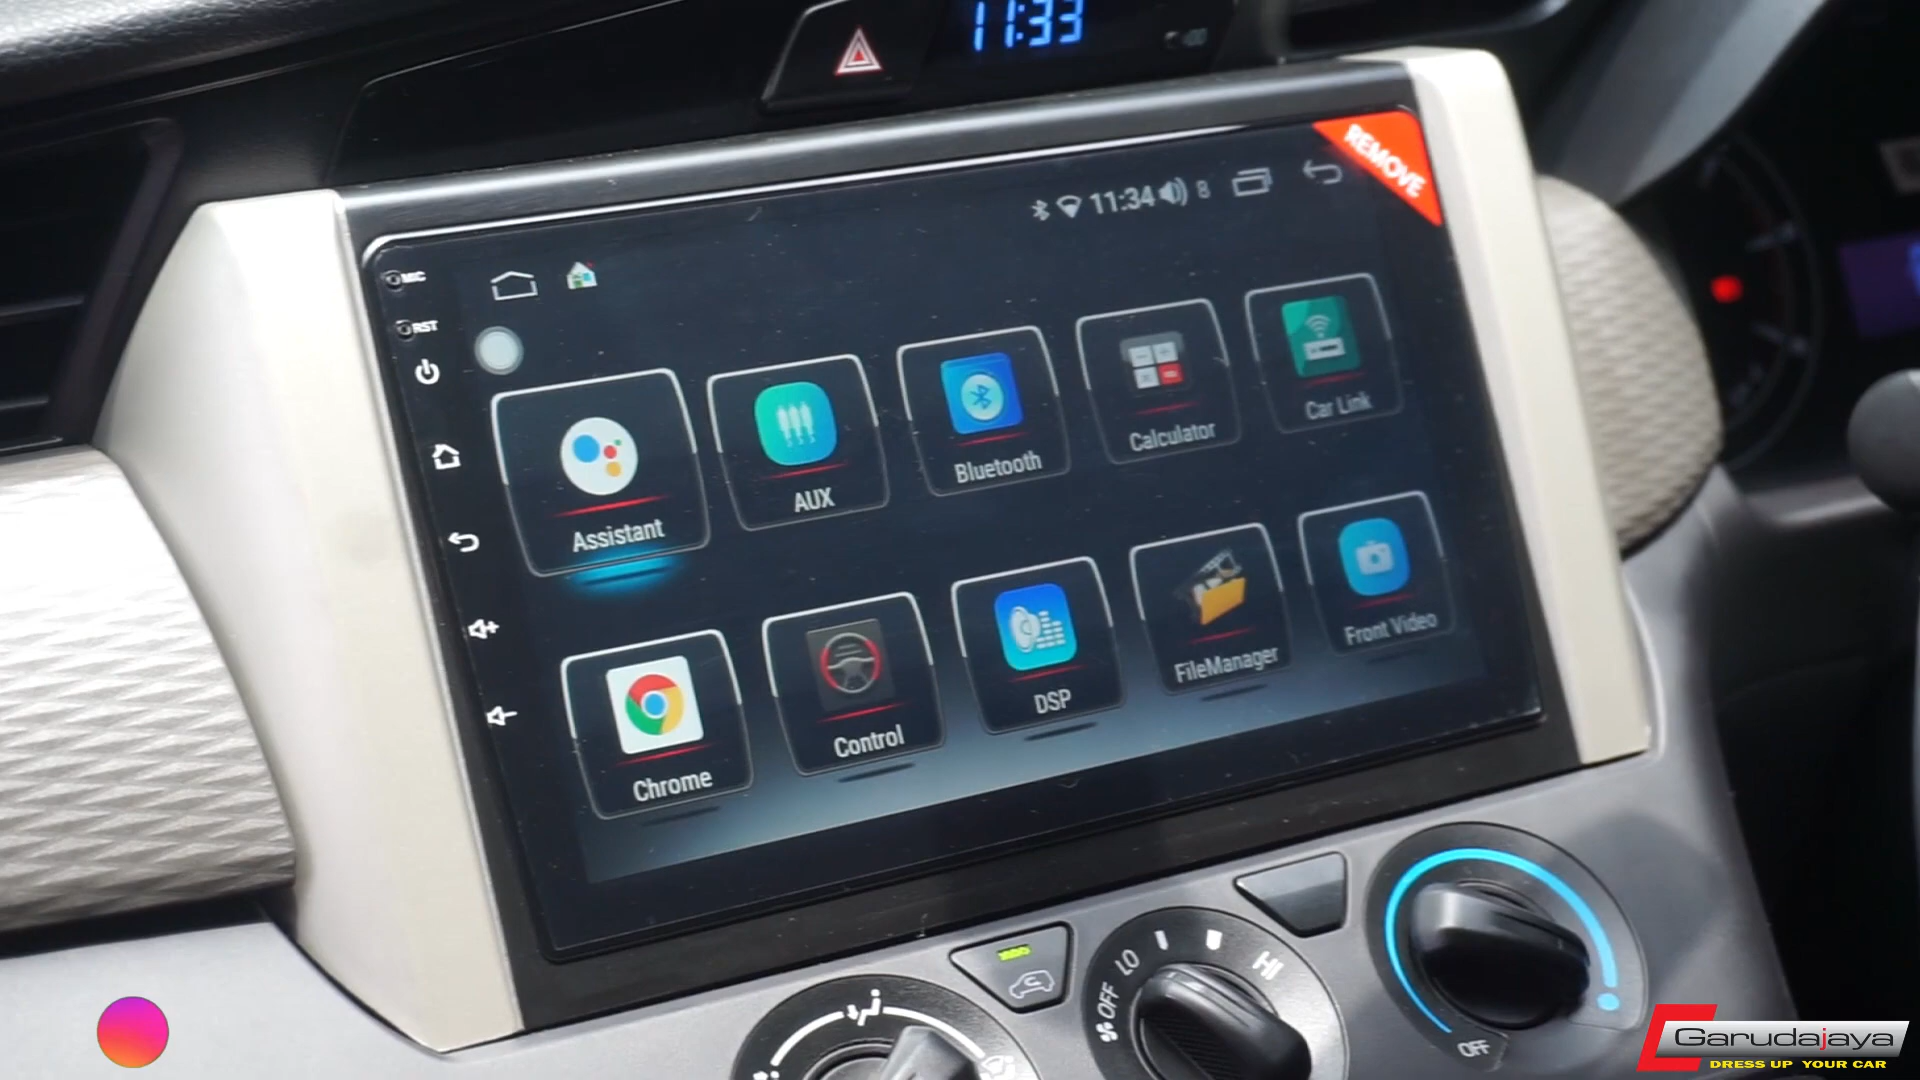 11:33
REMOVE
11:34 8
MIC
RST
Assistant
AUX
Bluetooth
Calculator
Car Link
Chrome
Control
DSP
FileManager
Front Video
OFF LO HI
OFF
Garudajaya
DRESS UP YOUR CAR